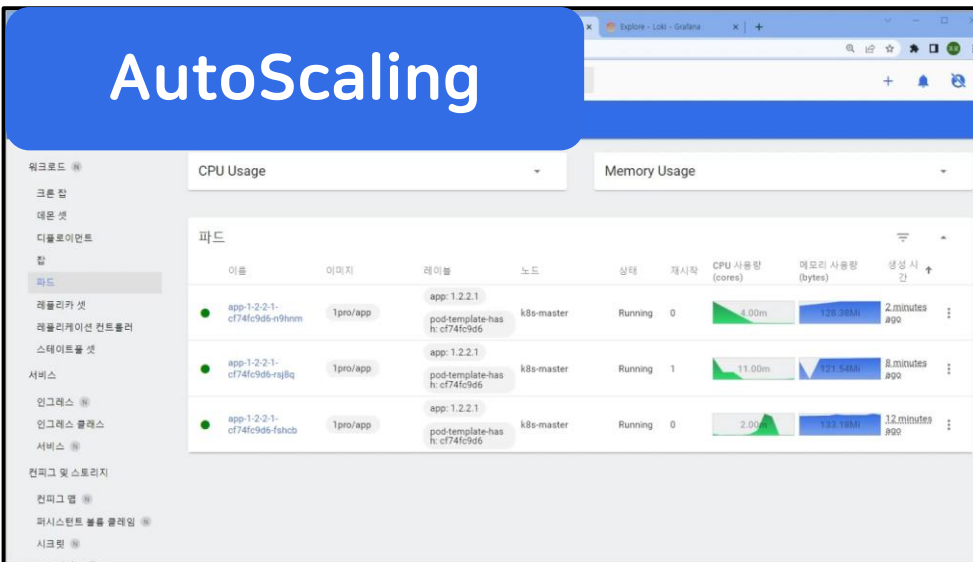 AutoScaling
Explore - Loki - Grafana
CPU Usage
Memory Usage
워크로드 N
크론 잡
데몬 셋
디플로이먼트
잡
파드
레플리카 셋
레플리케이션 컨트롤러
스테이트풀 셋
서비스
인그레스 N
인그레스 클래스
서비스 N
컨피그 및 스토리지
컨피그 맵 N
퍼시스턴트 볼륨 클레임 N
시크릿 N
파드
이름 이미지 레이블 노드 상태 재시작 CPU 사용량 (cores) 메모리 사용량 (bytes) 생성 시간
app-1-2-2-1-
cf74fc9d6-n9hnm
1pro/app
app: 1.2.2.1
pod-template-has
h: cf74fc9d6
k8s-master
Running
0
4.00m
128.38Mi
2 minutes
ago
app-1-2-2-1-
cf74fc9d6-rsj8q
1pro/app
app: 1.2.2.1
pod-template-has
h: cf74fc9d6
k8s-master
Running
1
11.00m
121.54Mi
8 minutes
ago
app-1-2-2-1-
cf74fc9d6-fshcb
1pro/app
app: 1.2.2.1
pod-template-has
h: cf74fc9d6
k8s-master
Running
0
2.00m
133.18Mi
12 minutes
ago